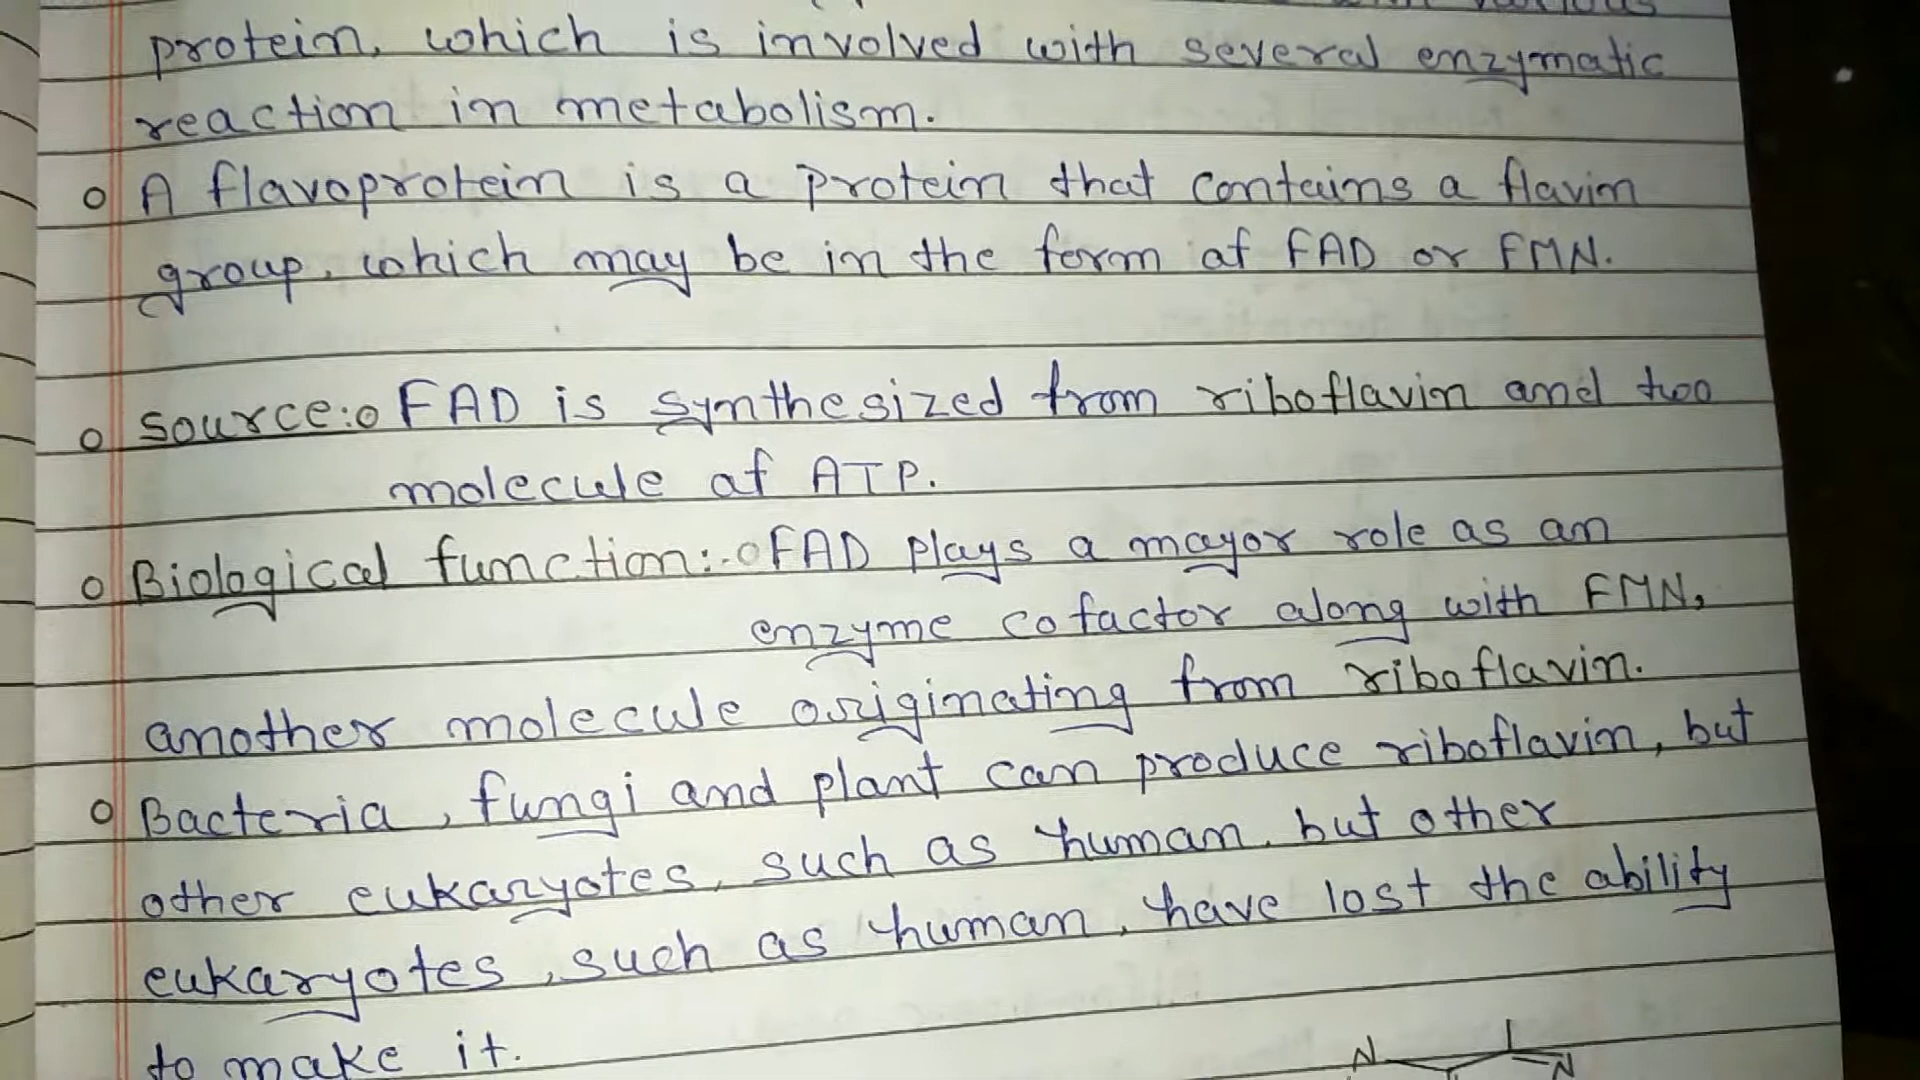 various
protein, which is involved with several enzymatic
reaction in metabolism.
o A flavoprotein is a protein that contains a flavin
group, which may be in the form of FAD or FMN.
o source:o FAD is synthesized from riboflavin and two
molecule of ATP.
o Biological function:-o FAD plays a mayor role as an
enzyme cofactor along with FMN,
another molecule originating from riboflavin.
o Bacteria, fungi and plant can produce riboflavin, but
other eukaryotes, such as human, but other
eukaryotes, such as human, have lost the ability
to make it.
N N